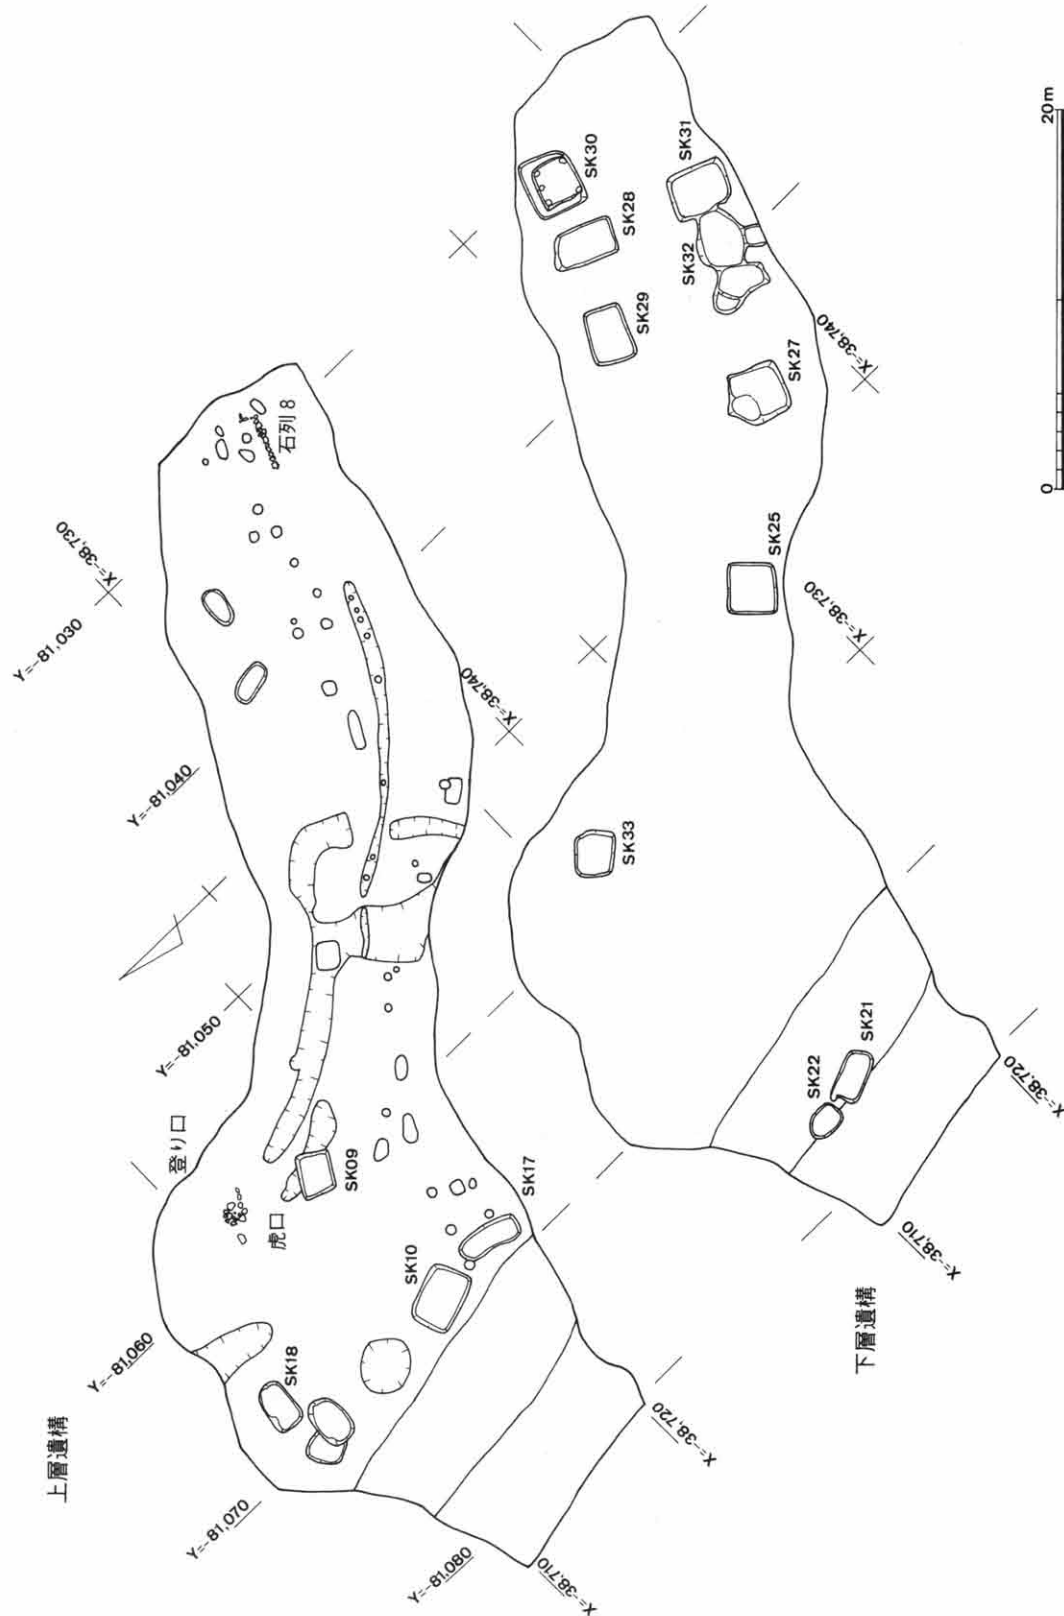 上層遺構
Y=-81,030
X=-38,730
Y=-81,040
X=-38,740
Y=-81,050
Y=-81,060
Y=-81,070
Y=-81,080
X=-38,710
X=-38,720
石列8
登り口
虎口
SK09
SK17
SK10
SK18
下層遺構
SK30
SK28
SK29
SK31
SK32
SK27
SK25
SK33
SK21
SK22
X=-38,740
X=-38,730
X=-38,720
X=-38,710
0
20m